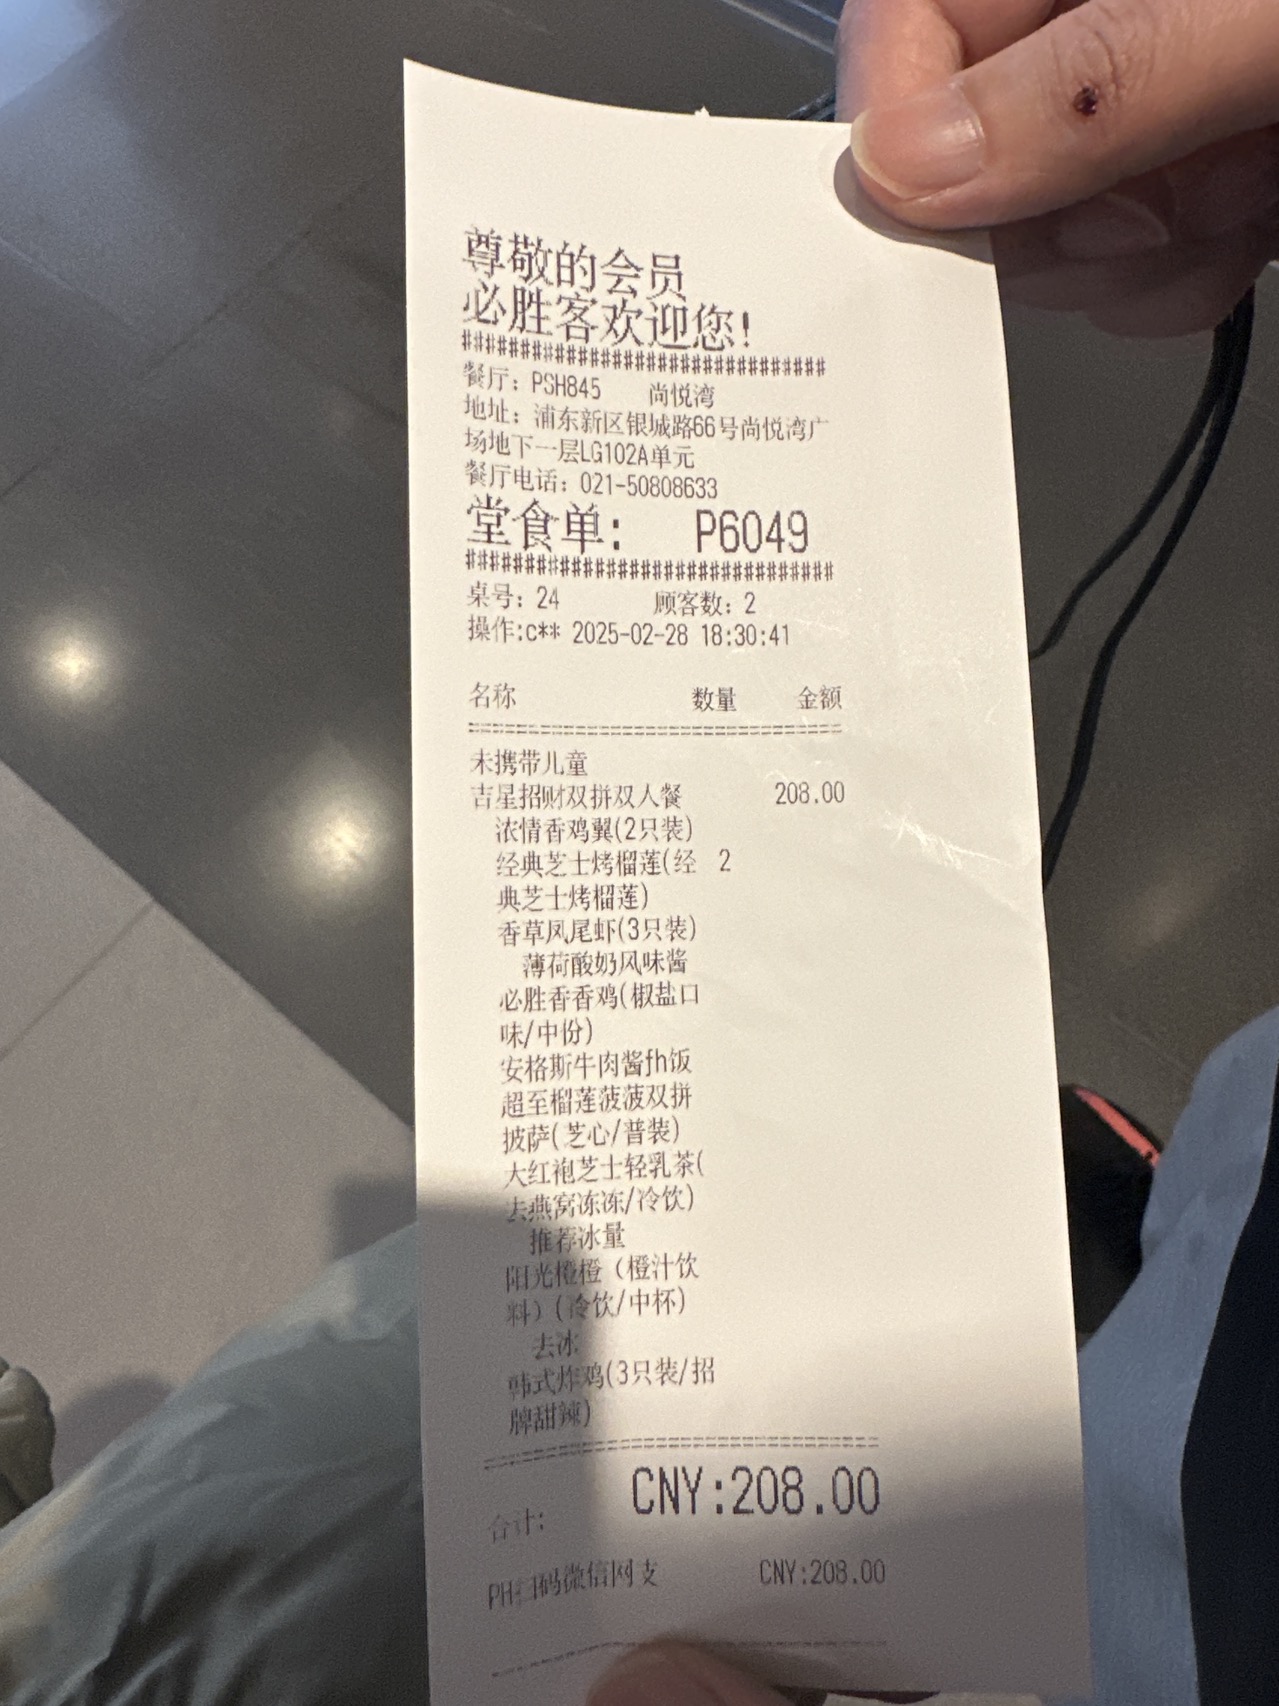 尊敬的会员
必胜客欢迎您!
###############################
餐厅: PSH845 尚悦湾
地址: 浦东新区银城路66号尚悦湾广
场地下一层LG102A单元
餐厅电话: 021-50808633
堂食单: P6049
###############################
桌号: 24 顾客数: 2
操作:c** 2025-02-28 18:30:41
名称 数量 金额
未携带儿童
吉星招财双拼双人餐 208.00
浓情香鸡翼(2只装)
经典芝士烤榴莲(经 2
典芝士烤榴莲)
香草凤尾虾(3只装)
薄荷酸奶风味酱
必胜香香鸡(椒盐口
味/中份)
安格斯牛肉酱fh饭
超至榴莲菠菠双拼
披萨(芝心/普装)
大红袍芝士轻乳茶(
去燕窝冻冻/冷饮)
推荐冰量
阳光橙橙（橙汁饮
料）(冷饮/中杯)
去冰
韩式炸鸡(3只装/招
牌甜辣)
合计: CNY:208.00
PH扫码微信网支 CNY:208.00